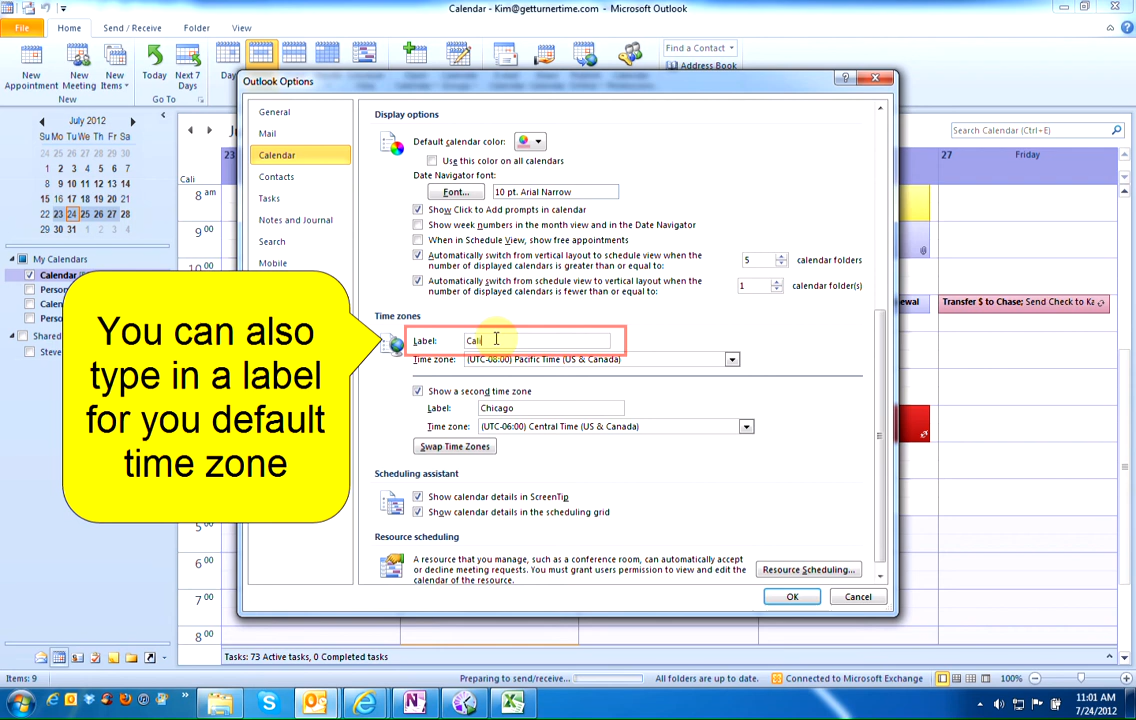 Calendar - Kim@getturnertime.com - Microsoft Outlook
File Home Send / Receive Folder View
New Appointment
New Meeting
New Items
Today
Next 7 Days
Find a Contact
Address Book
New
Go To
Outlook Options
July 2012
Su Mo Tu We Th Fr Sa
24 25 26 27 28 29 30
1 2 3 4 5 6 7
8 9 10 11 12 13 14
15 16 17 18 19 20 21
22 23 24 25 26 27 28
29 30 31 1 2 3 4
My Calendars
Calendar
Shared
Steve
Cali
8 am
9 00
6 00
7 00
8 00
General
Mail
Calendar
Contacts
Tasks
Notes and Journal
Search
Mobile
Display options
Default calendar color:
Use this color on all calendars
Date Navigator font:
Font... 10 pt. Arial Narrow
Show Click to Add prompts in calendar
Show week numbers in the month view and in the Date Navigator
When in Schedule View, show free appointments
Automatically switch from vertical layout to schedule view when the
number of displayed calendars is greater than or equal to: 5 calendar folders
Automatically switch from schedule view to vertical layout when the
number of displayed calendars is fewer than or equal to: 1 calendar folder(s)
Time zones
Label: Cali
Time zone: (UTC-08:00) Pacific Time (US & Canada)
Show a second time zone
Label: Chicago
Time zone: (UTC-06:00) Central Time (US & Canada)
Swap Time Zones
Scheduling assistant
Show calendar details in ScreenTip
Show calendar details in the scheduling grid
Resource scheduling
A resource that you manage, such as a conference room, can automatically accept
or decline meeting requests. You must grant users permission to view and edit the
calendar of the resource.
Resource Scheduling...
OK Cancel
You can also
type in a label
for you default
time zone
Search Calendar (Ctrl+E)
23
27 Friday
Transfer $ to Chase; Send Check to Ka
Tasks: 73 Active tasks, 0 Completed tasks
Items: 9
Preparing to send/receive...
All folders are up to date.
Connected to Microsoft Exchange
100%
11:01 AM
7/24/2012